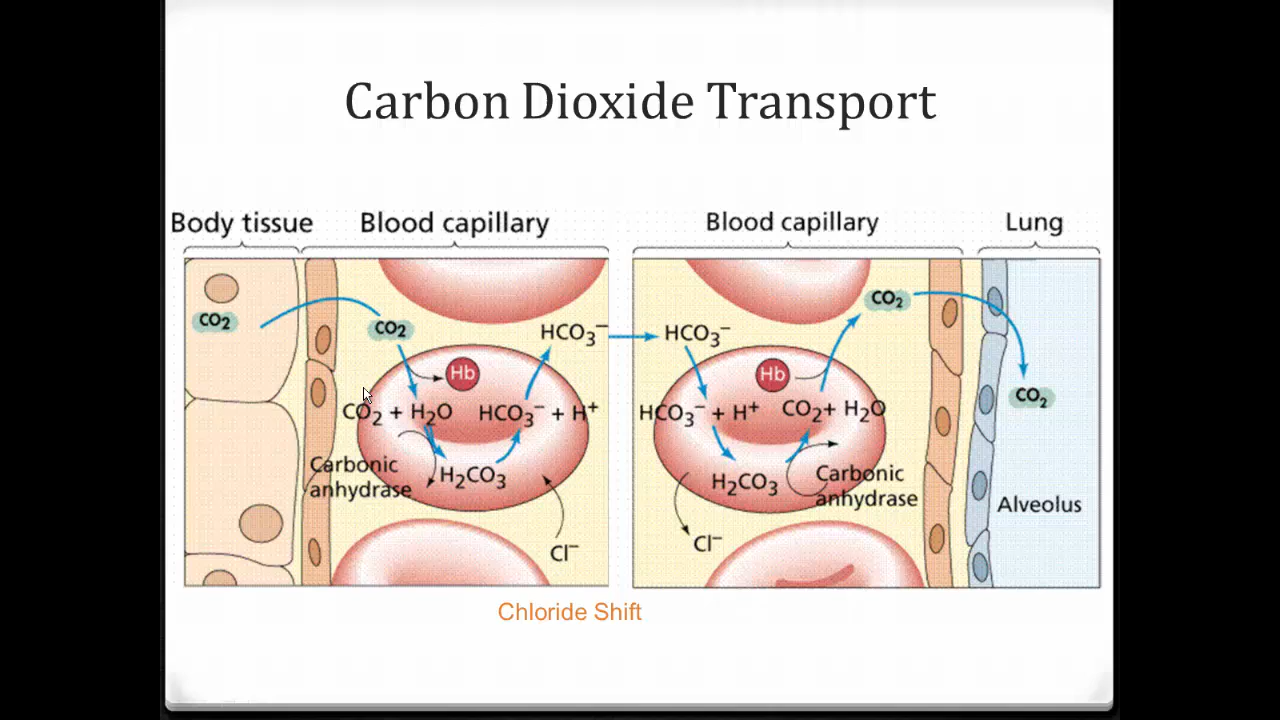 Carbon Dioxide Transport
Body tissue
Blood capillary
Blood capillary
Lung
CO₂
CO₂
HCO₃⁻
Hb
CO₂ + H₂O
HCO₃⁻ + H⁺
Carbonic
anhydrase
H₂CO₃
Cl⁻
HCO₃⁻
CO₂
Hb
HCO₃⁻ + H⁺
CO₂+ H₂O
H₂CO₃
Carbonic
anhydrase
Cl⁻
CO₂
Alveolus
Chloride Shift